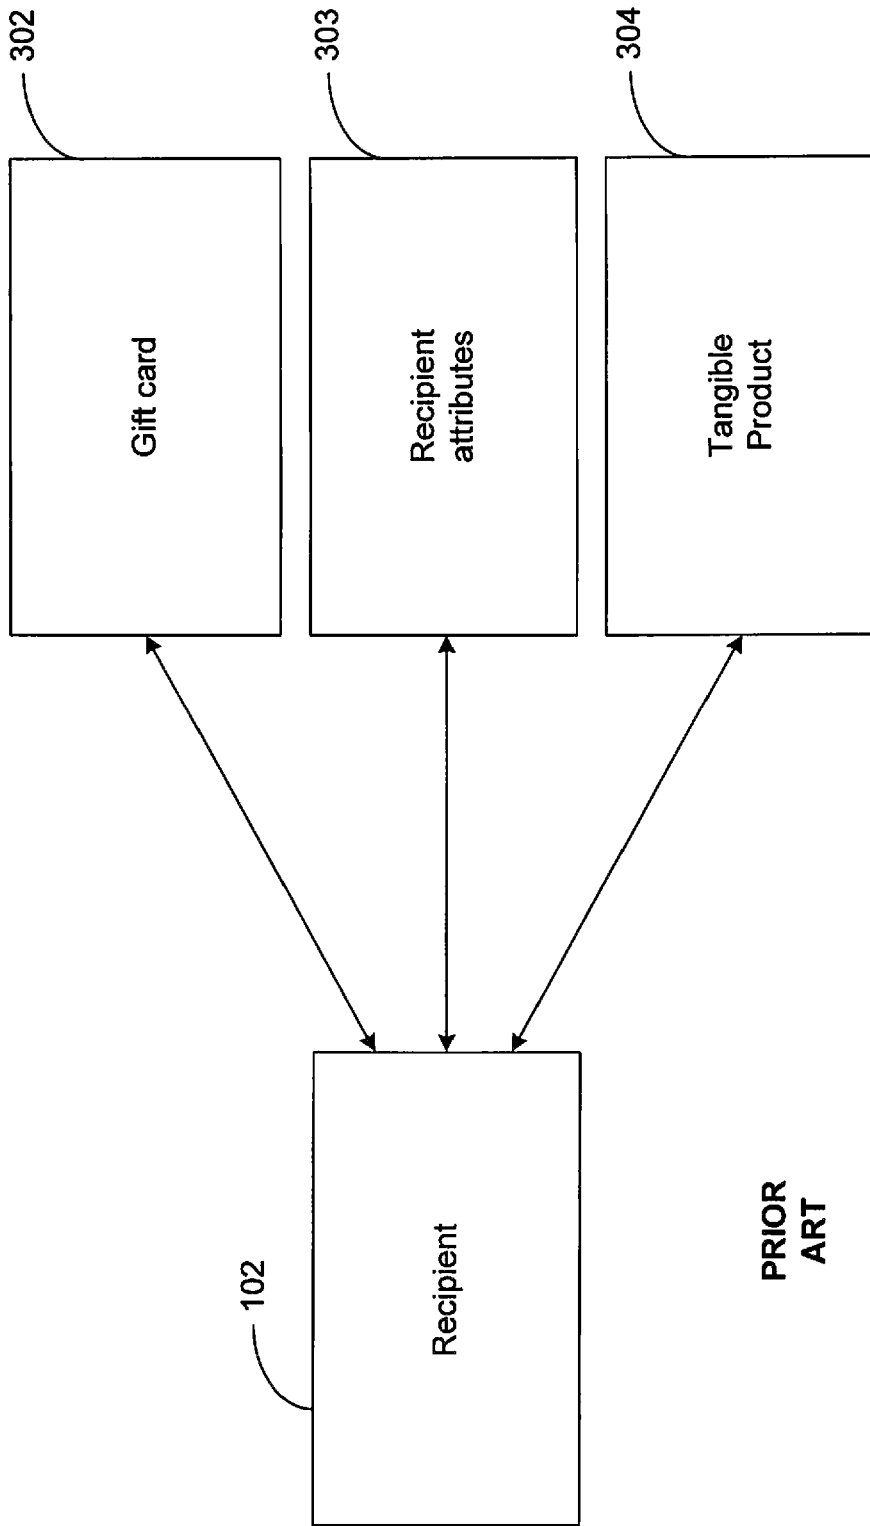 302
Gift card
303
Recipient
attributes
304
Tangible
Product
102
Recipient
PRIOR
ART